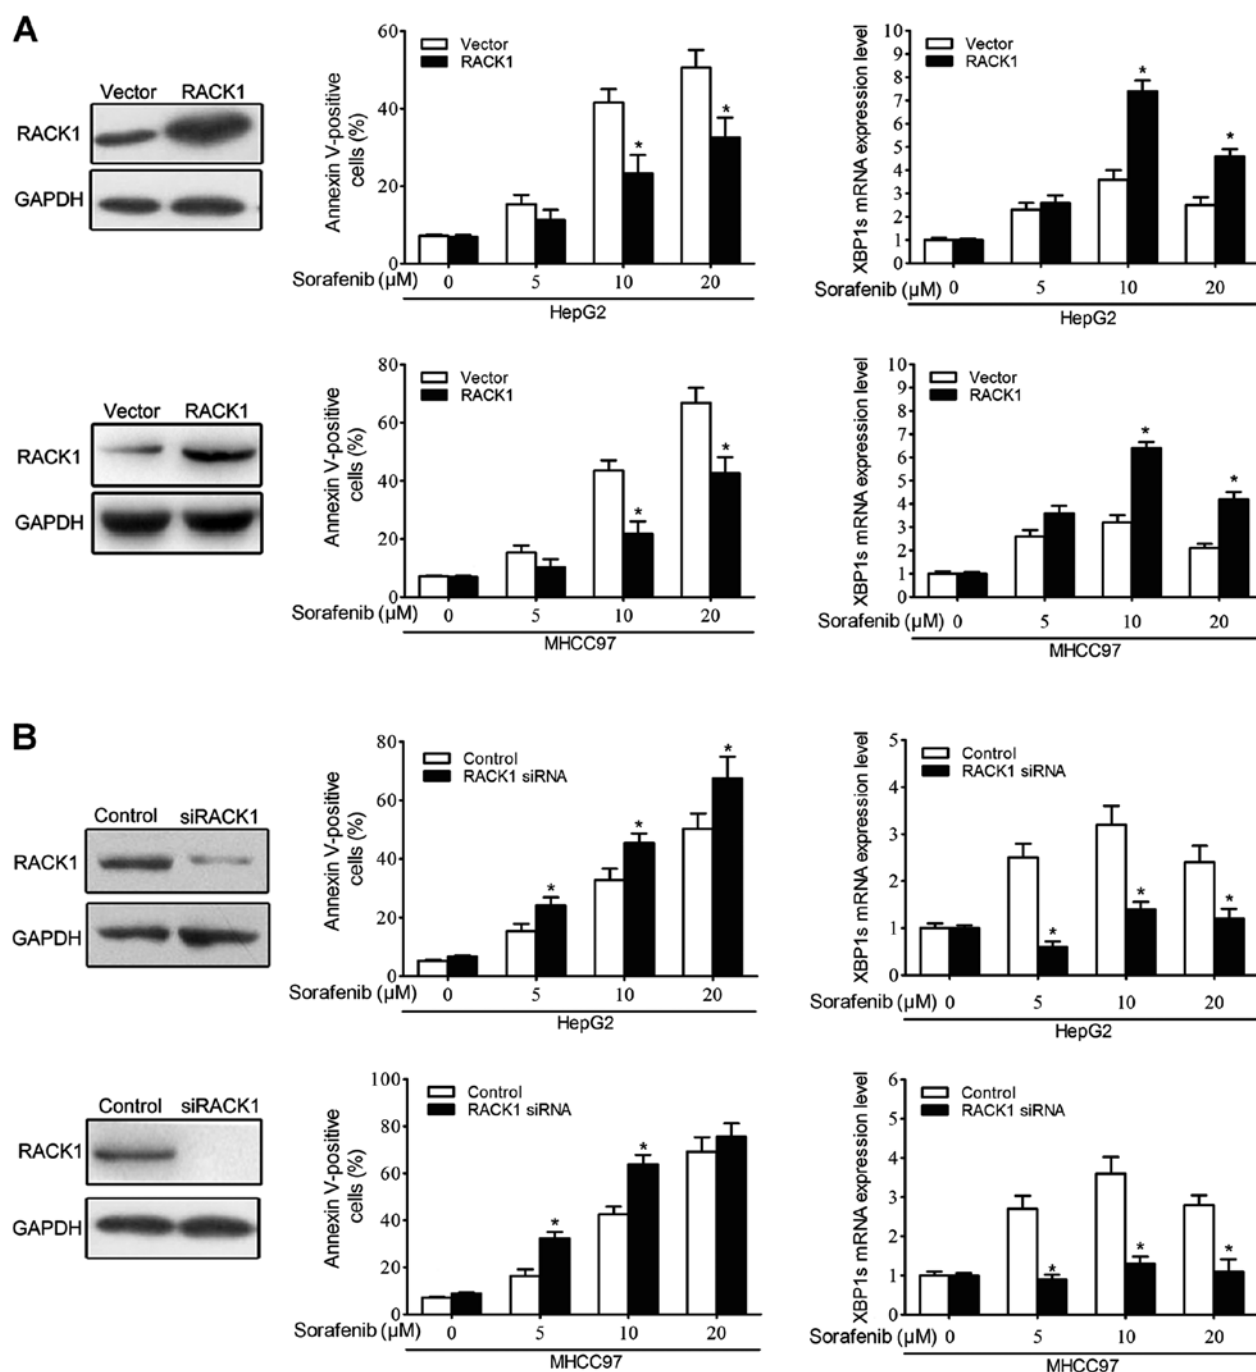 A
Vector RACK1
RACK1
GAPDH
Annexin V-positive
cells (%)
60
40
20
0
Vector
RACK1
*
*
Sorafenib (μM) 0 5 10 20
HepG2
XBP1s mRNA expression level
10
9
8
7
6
5
4
3
2
1
0
Vector
RACK1
*
*
Sorafenib (μM) 0 5 10 20
HepG2
Vector RACK1
RACK1
GAPDH
Annexin V-positive
cells (%)
80
60
40
20
0
Vector
RACK1
*
*
Sorafenib (μM) 0 5 10 20
MHCC97
XBP1s mRNA expression level
10
9
8
7
6
5
4
3
2
1
0
Vector
RACK1
*
*
Sorafenib (μM) 0 5 10 20
MHCC97
B
Control siRACK1
RACK1
GAPDH
Annexin V-positive
cells (%)
80
60
40
20
0
Control
RACK1 siRNA
*
*
*
Sorafenib (μM) 0 5 10 20
HepG2
XBP1s mRNA expression level
5
4
3
2
1
0
Control
RACK1 siRNA
*
*
*
Sorafenib (μM) 0 5 10 20
HepG2
Control siRACK1
RACK1
GAPDH
Annexin V-positive
cells (%)
100
80
60
40
20
0
Control
RACK1 siRNA
*
*
Sorafenib (μM) 0 5 10 20
MHCC97
XBP1s mRNA expression level
6
5
4
3
2
1
0
Control
RACK1 siRNA
*
*
*
Sorafenib (μM) 0 5 10 20
MHCC97